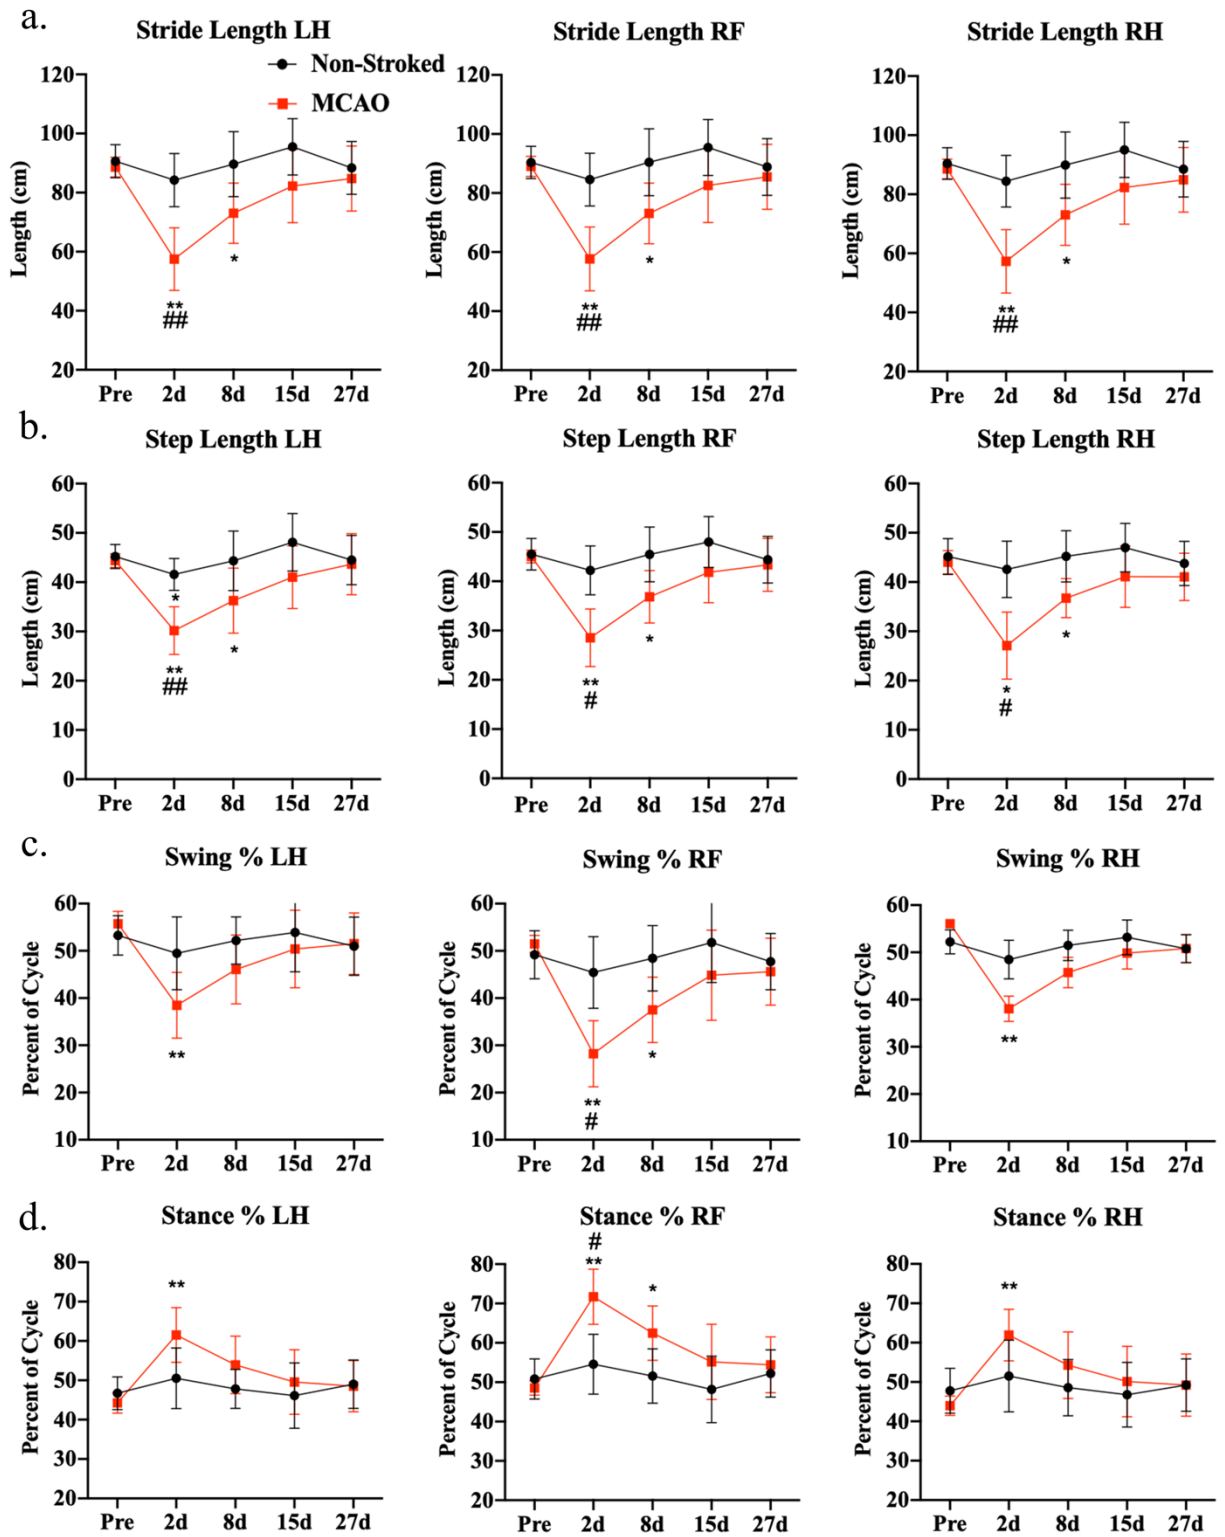 a.
Stride Length LH
Non-Stroked
MCAO
Length (cm)
120
100
80
60
40
20
*
**
##
Pre 2d 8d 15d 27d
Stride Length RF
Length (cm)
120
100
80
60
40
20
*
**
##
Pre 2d 8d 15d 27d
Stride Length RH
Length (cm)
120
100
80
60
40
20
*
**
##
Pre 2d 8d 15d 27d
b.
Step Length LH
Length (cm)
60
50
40
30
20
10
0
*
*
**
##
Pre 2d 8d 15d 27d
Step Length RF
Length (cm)
60
50
40
30
20
10
0
*
**
#
Pre 2d 8d 15d 27d
Step Length RH
Length (cm)
60
50
40
30
20
10
0
*
*
#
Pre 2d 8d 15d 27d
c.
Swing % LH
Percent of Cycle
60
50
40
30
20
10
**
Pre 2d 8d 15d 27d
Swing % RF
Percent of Cycle
60
50
40
30
20
10
*
**
#
Pre 2d 8d 15d 27d
Swing % RH
Percent of Cycle
60
50
40
30
20
10
**
Pre 2d 8d 15d 27d
d.
Stance % LH
Percent of Cycle
80
70
60
50
40
30
20
**
Pre 2d 8d 15d 27d
Stance % RF
Percent of Cycle
#
**
*
80
70
60
50
40
30
20
Pre 2d 8d 15d 27d
Stance % RH
Percent of Cycle
80
70
60
50
40
30
20
**
Pre 2d 8d 15d 27d